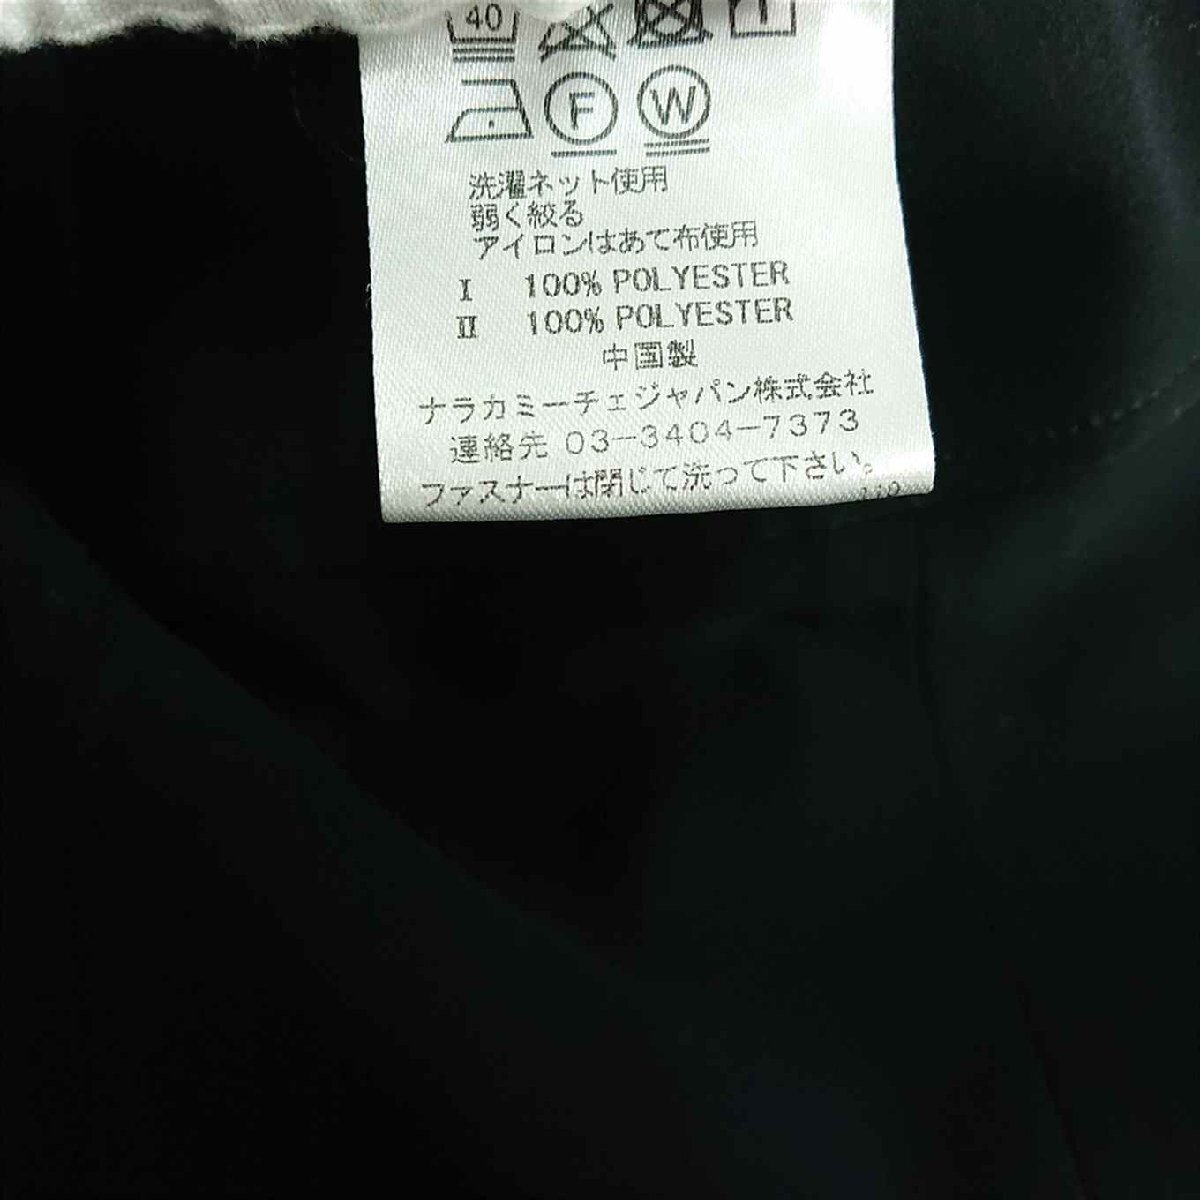 40
F W
洗濯ネット使用
弱く絞る
アイロンはあて布使用
I 100% POLYESTER
II 100% POLYESTER
中国製
ナラカミーチェジャパン株式会社
連絡先 03-3404-7373
ファスナーは閉じて洗って下さい。